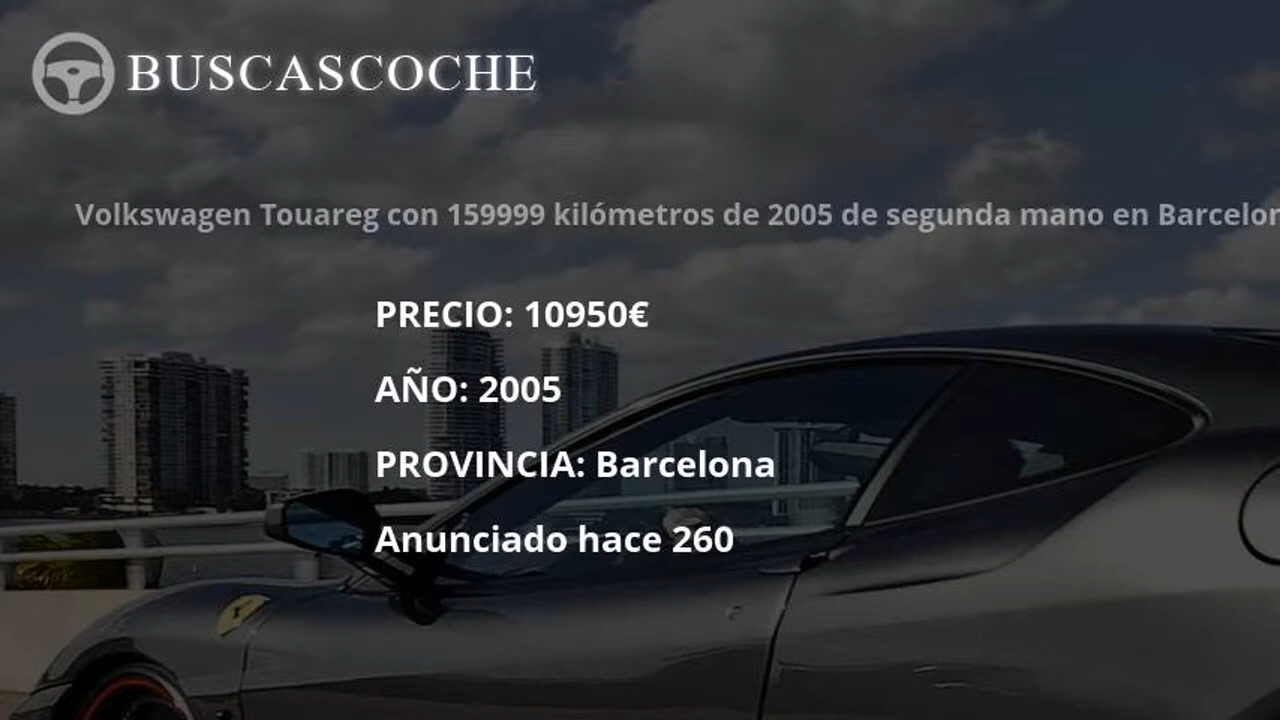 BUSCASCOCHE
Volkswagen Touareg con 159999 kilómetros de 2005 de segunda mano en
PRECIO: 10950€
AÑO: 2005
PROVINCIA: Barcelona
Anunciado hace 260